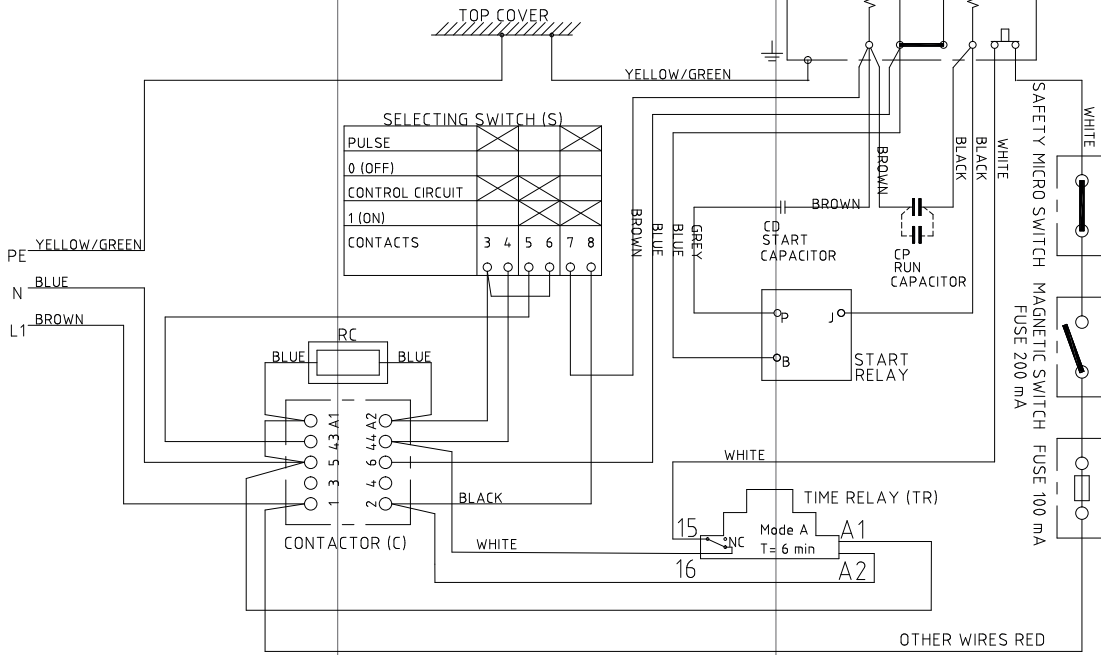 TOP COVER
YELLOW/GREEN
SELECTING SWITCH (S)
PULSE
0 (OFF)
CONTROL CIRCUIT
1 (ON)
CONTACTS 3 4 5 6 7 8
PE YELLOW/GREEN
N BLUE
L1 BROWN
BROWN
BLUE
BLUE
GREY
BROWN
BLACK
BLACK
WHITE
WHITE
BROWN
CD
START
CAPACITOR
CP
RUN
CAPACITOR
SAFETY MICRO SWITCH
MAGNETIC SWITCH
FUSE 200 mA
FUSE 100 mA
P J
B
START
RELAY
RC
BLUE BLUE
A1 A2
43 44
5 6
3 4
1 2
BLACK
CONTACTOR (C)
WHITE
WHITE
TIME RELAY (TR)
15
NC
Mode A
T= 6 min
A1
16
A2
OTHER WIRES RED